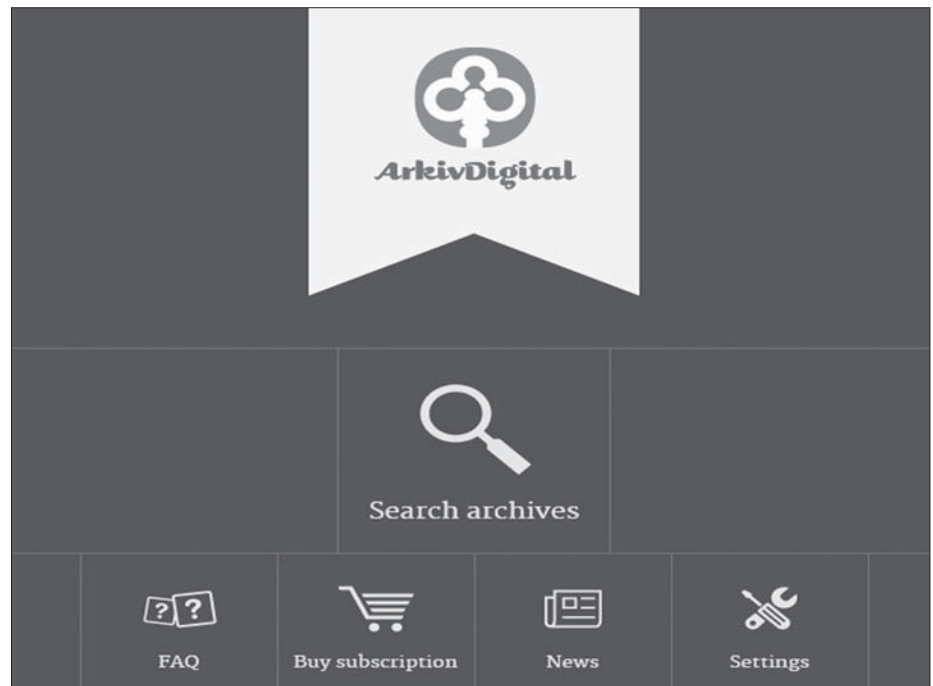 ArkivDigital
Search archives
? ?
FAQ
Buy subscription
News
Settings